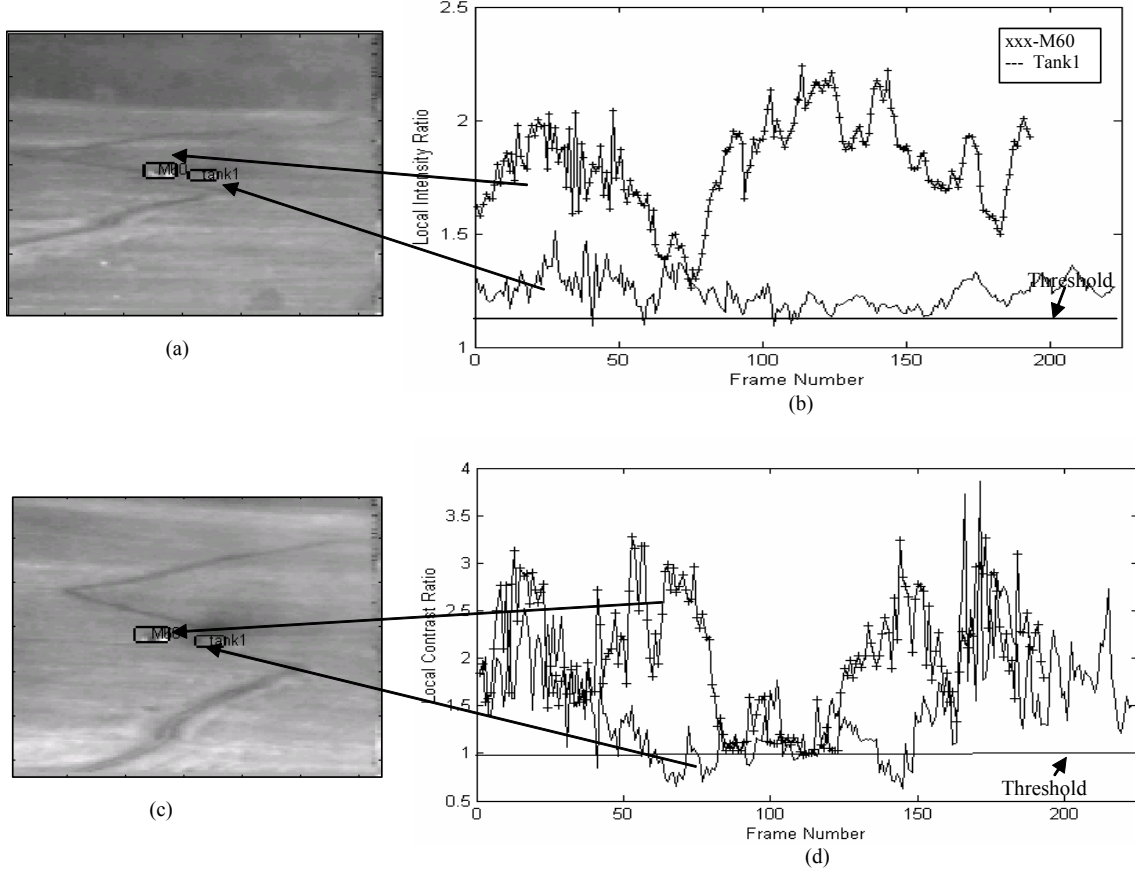 2.5
2
1.5
1
Local Intensity Ratio
xxx-M60
--- Tank1
M60
Tank1
Threshold
0
50
100
150
200
Frame Number
(a)
(b)
4
3.5
3
2.5
2
1.5
1
0.5
Local Contrast Ratio
M60
Tank1
Threshold
0
50
100
150
200
Frame Number
(c)
(d)